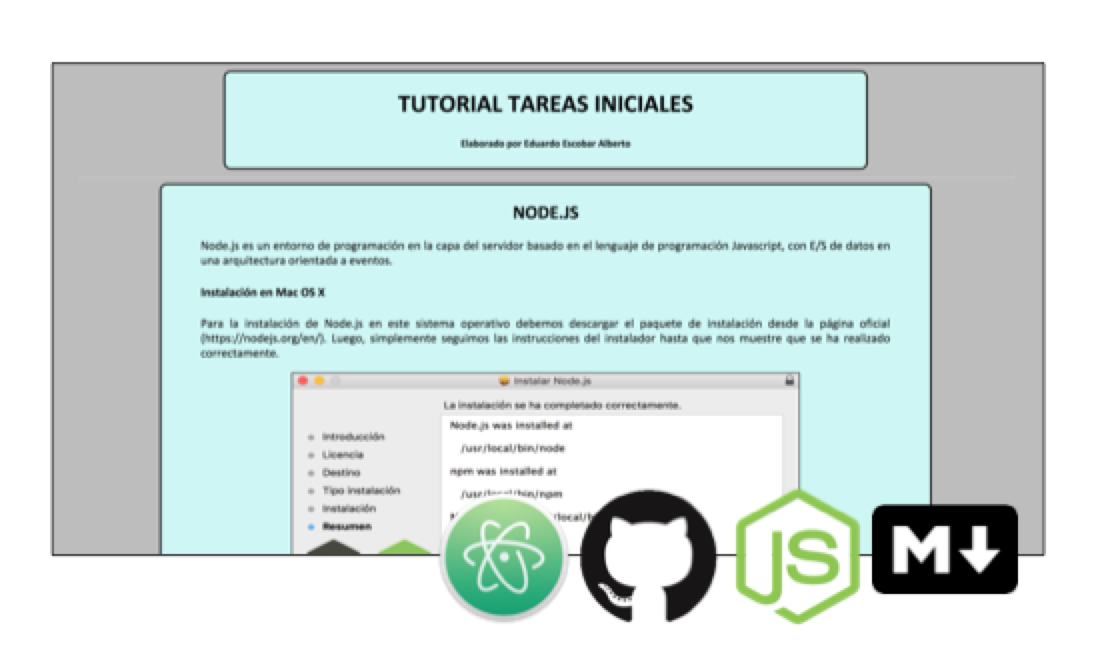 TUTORIAL TAREAS INICIALES
Elaborado por Eduardo Escobar Alberto
NODE.JS
Node.js es un entorno de programación en la capa del servidor basado en el lenguaje de programación Javascript, con E/S de datos en
una arquitectura orientada a eventos.
Instalación en Mac OS X
Para la instalación de Node.js en este sistema operativo debemos descargar el paquete de instalación desde la página oficial
(https://nodejs.org/en/). Luego, simplemente seguimos las instrucciones del instalador hasta que nos muestre que se ha realizado
correctamente.
Instalar Node.js
La instalación se ha completado correctamente.
Introducción
Licencia
Destino
Tipo instalación
Instalación
Resumen
Node.js was installed at
/usr/local/bin/node
npm was installed at
/usr/local/bin/npm
JS
M